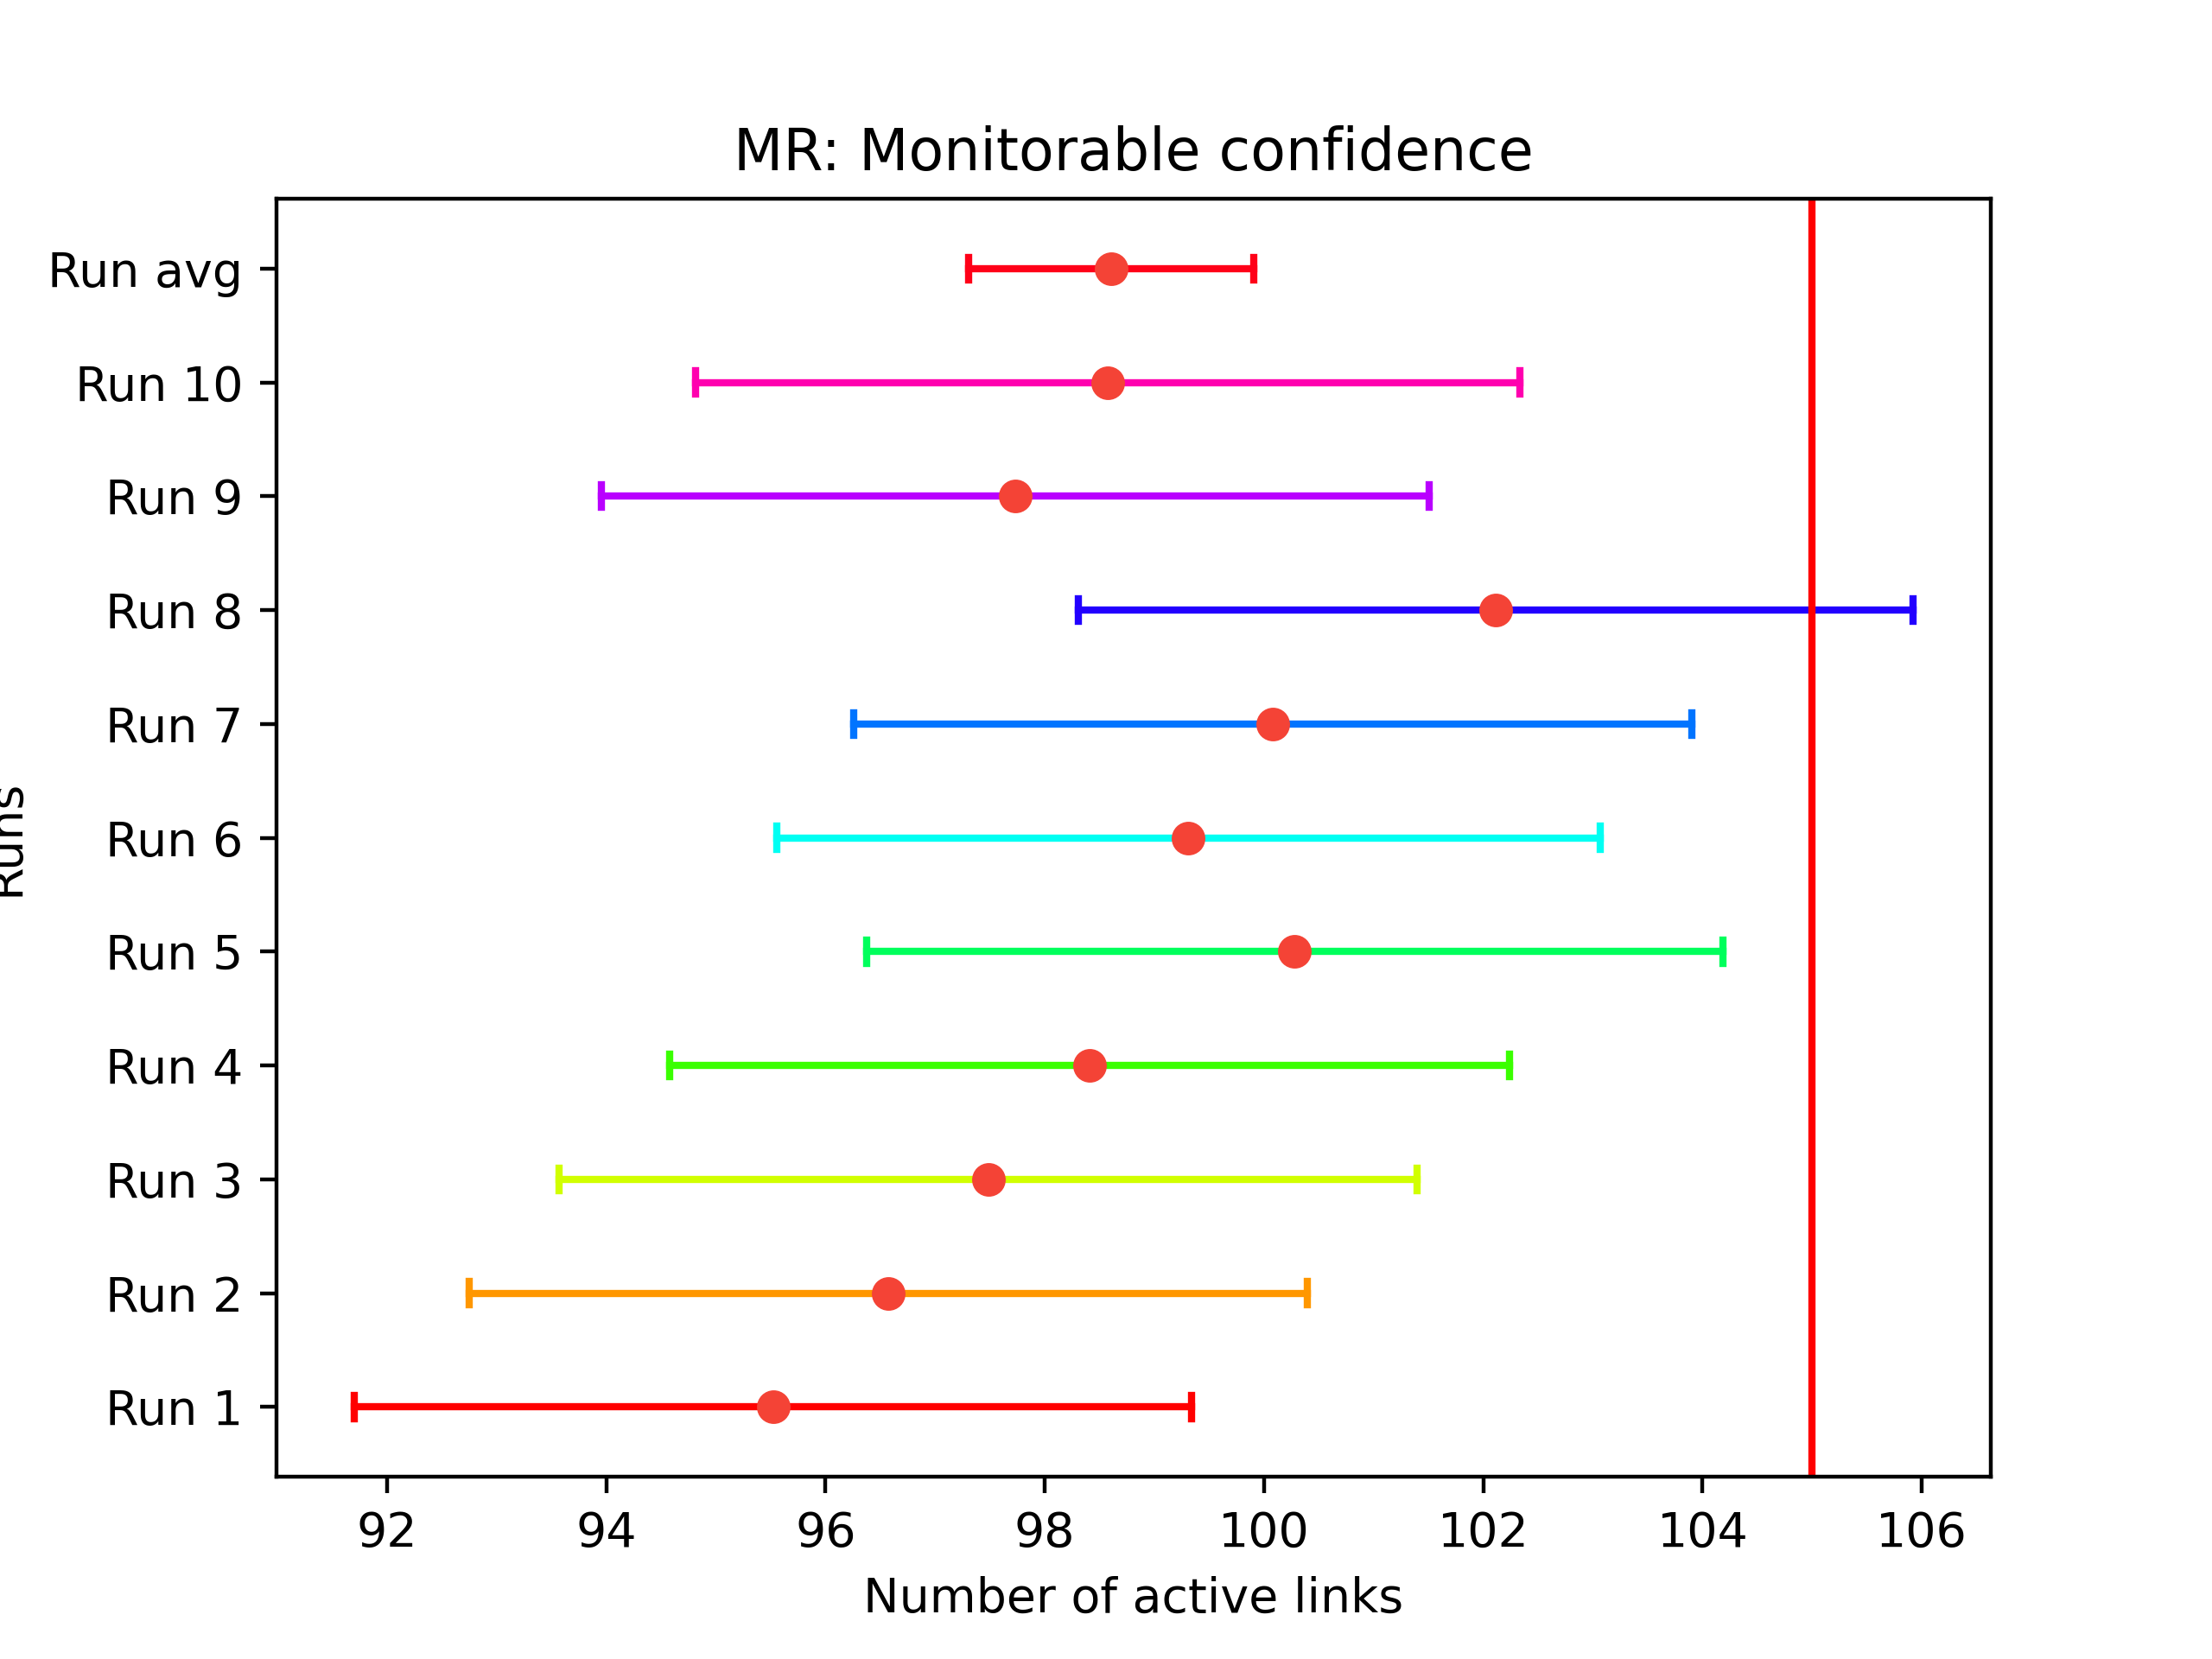 MR: Monitorable confidence
Run avg
Run 10
Run 9
Run 8
Run 7
Run 6
Run 5
Run 4
Run 3
Run 2
Run 1
Runs
92 94 96 98 100 102 104 106
Number of active links